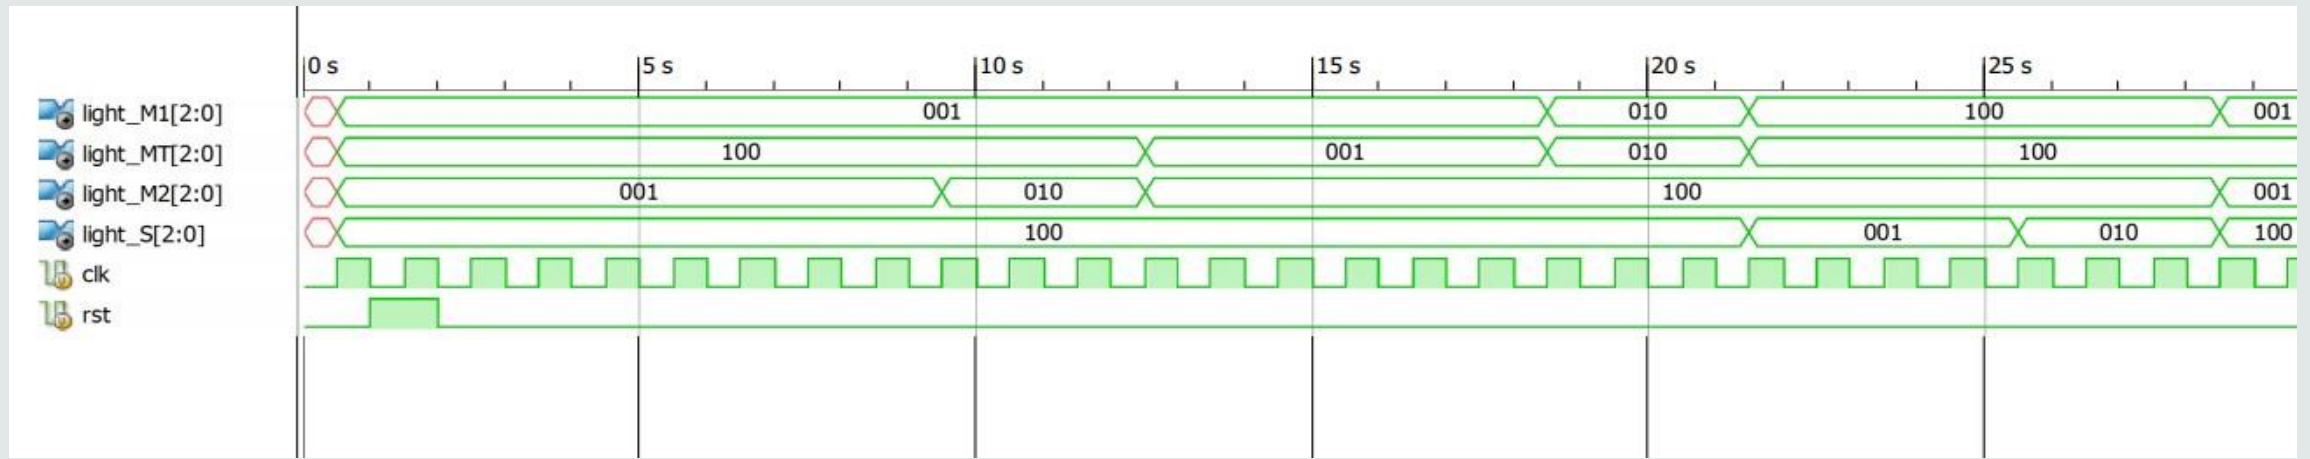 0 s 5 s 10 s 15 s 20 s 25 s
light_M1[2:0] 001 010 100 001
light_MT[2:0] 100 001 010 100
light_M2[2:0] 001 010 100 001
light_S[2:0] 100 001 010 100
clk
rst